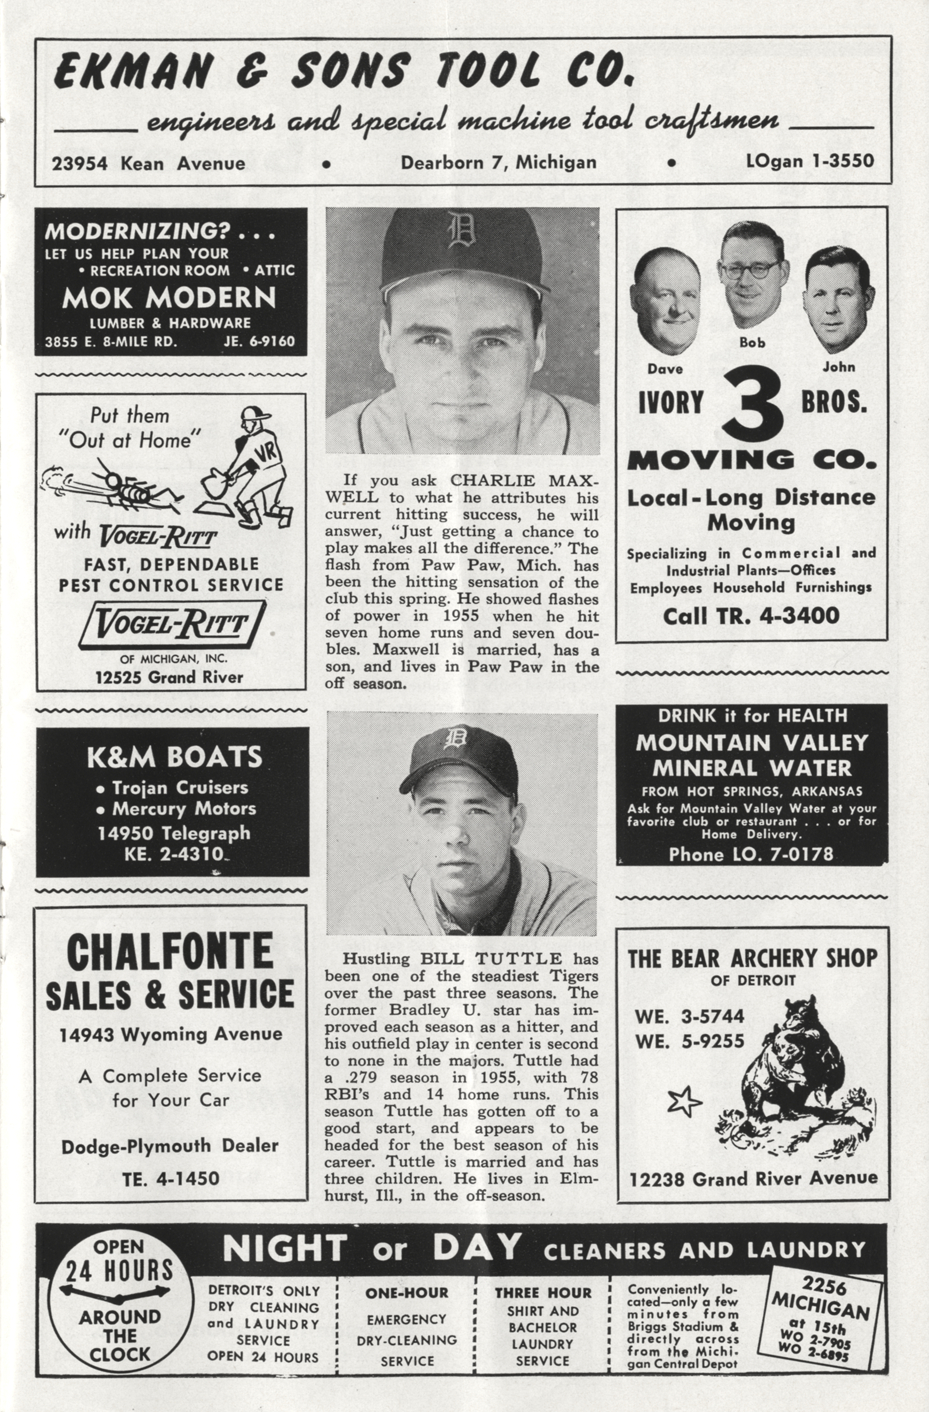 EKMAN & SONS TOOL CO.
engineers and special machine tool craftsmen
23954 Kean Avenue • Dearborn 7, Michigan • LOgan 1-3550
MODERNIZING? . . .
LET US HELP PLAN YOUR
• RECREATION ROOM • ATTIC
MOK MODERN
LUMBER & HARDWARE
3855 E. 8-MILE RD. JE. 6-9160
Put them
"Out at Home"
VR
with VOGEL-RITT
FAST, DEPENDABLE
PEST CONTROL SERVICE
VOGEL-RITT
OF MICHIGAN, INC.
12525 Grand River
K&M BOATS
• Trojan Cruisers
• Mercury Motors
14950 Telegraph
KE. 2-4310
CHALFONTE
SALES & SERVICE
14943 Wyoming Avenue
A Complete Service
for Your Car
Dodge-Plymouth Dealer
TE. 4-1450
D
If you ask CHARLIE MAX-
WELL to what he attributes his
current hitting success, he will
answer, "Just getting a chance to
play makes all the difference." The
flash from Paw Paw, Mich. has
been the hitting sensation of the
club this spring. He showed flashes
of power in 1955 when he hit
seven home runs and seven dou-
bles. Maxwell is married, has a
son, and lives in Paw Paw in the
off season.
D
Hustling BILL TUTTLE has
been one of the steadiest Tigers
over the past three seasons. The
former Bradley U. star has im-
proved each season as a hitter, and
his outfield play in center is second
to none in the majors. Tuttle had
a .279 season in 1955, with 78
RBI's and 14 home runs. This
season Tuttle has gotten off to a
good start, and appears to be
headed for the best season of his
career. Tuttle is married and has
three children. He lives in Elm-
hurst, Ill., in the off-season.
Dave
Bob
John
IVORY 3 BROS.
MOVING CO.
Local - Long Distance
Moving
Specializing in Commercial and
Industrial Plants—Offices
Employees Household Furnishings
Call TR. 4-3400
DRINK it for HEALTH
MOUNTAIN VALLEY
MINERAL WATER
FROM HOT SPRINGS, ARKANSAS
Ask for Mountain Valley Water at your
favorite club or restaurant . . . or for
Home Delivery.
Phone LO. 7-0178
THE BEAR ARCHERY SHOP
OF DETROIT
WE. 3-5744
WE. 5-9255
12238 Grand River Avenue
OPEN
24 HOURS
AROUND
THE
CLOCK
NIGHT or DAY CLEANERS AND LAUNDRY
DETROIT'S ONLY
DRY CLEANING
and LAUNDRY
SERVICE
OPEN 24 HOURS
ONE-HOUR
EMERGENCY
DRY-CLEANING
SERVICE
THREE HOUR
SHIRT AND
BACHELOR
LAUNDRY
SERVICE
Conveniently lo-
cated—only a few
minutes from
Briggs Stadium &
directly across
from the Michi-
gan Central Depot
2256
MICHIGAN
at 15th
WO 2-7905
WO 2-6895